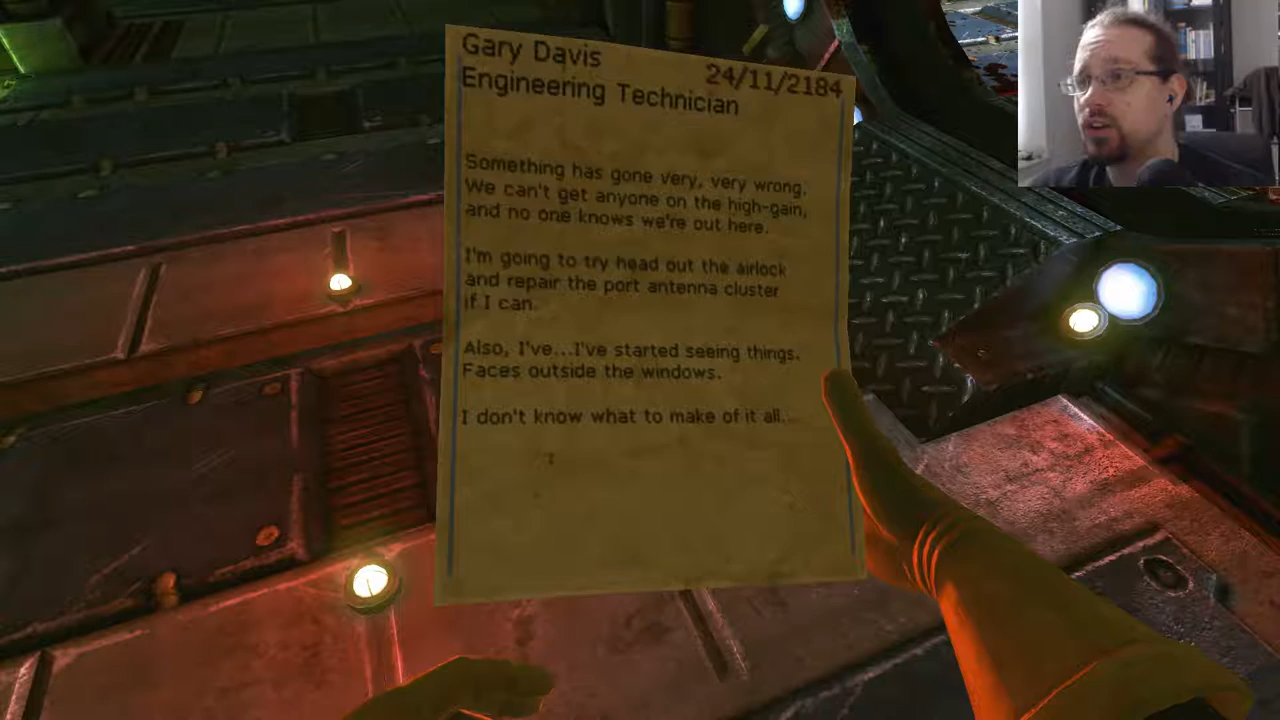 Gary Davis
24/11/2184
Engineering Technician
Something has gone very, very wrong.
We can't get anyone on the high-gain,
and no one knows we're out here.
I'm going to try head out the airlock
and repair the port antenna cluster
if I can.
Also, I've...I've started seeing things.
Faces outside the windows.
I don't know what to make of it all...